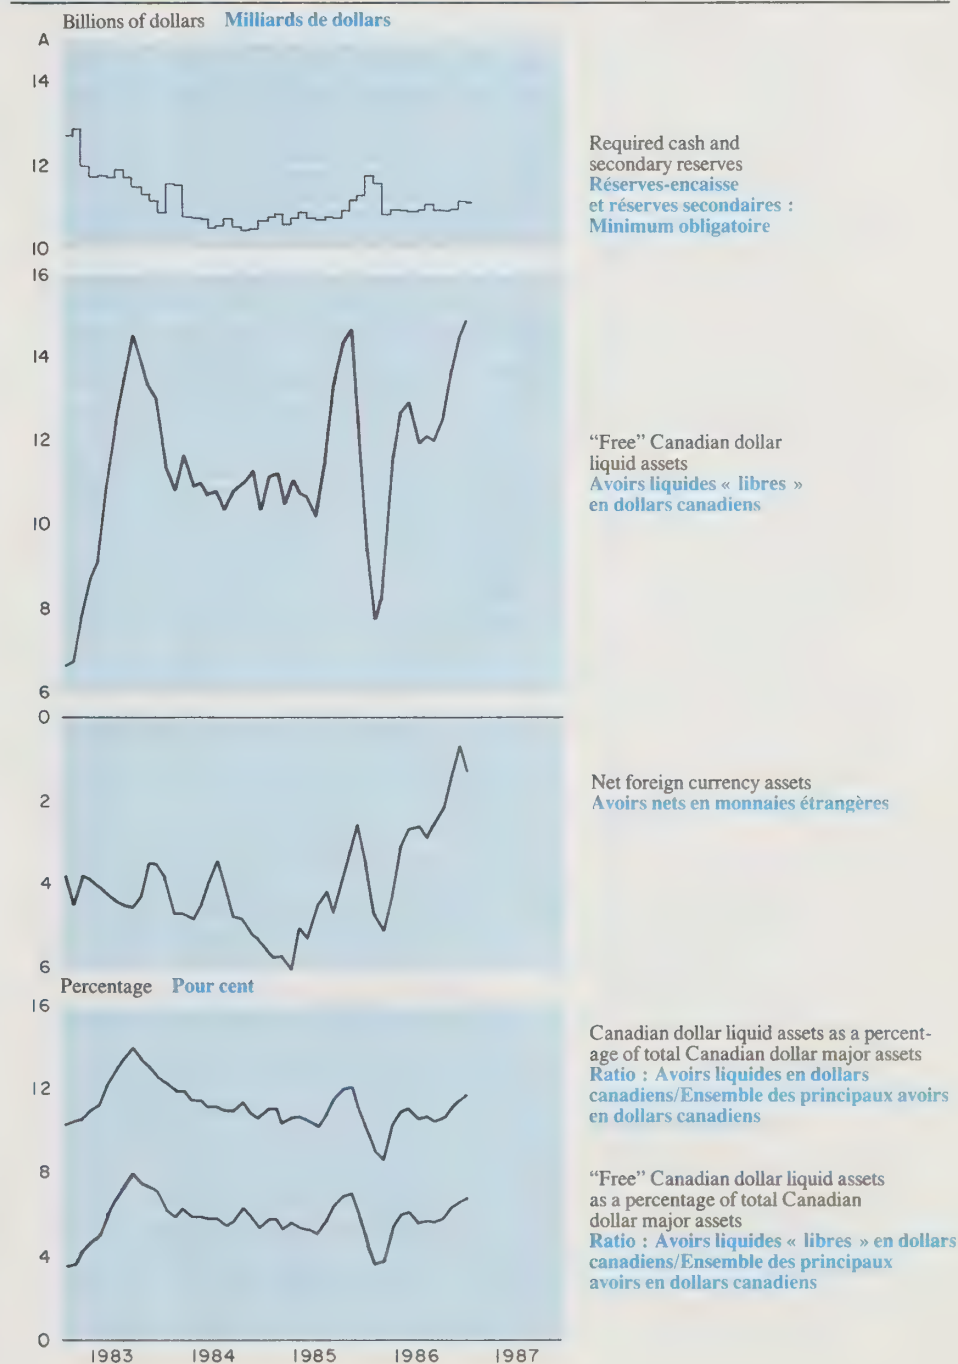 Billions of dollars Milliards de dollars
A
14
12
10
Required cash and
secondary reserves
Réserves-encaisse
et réserves secondaires :
Minimum obligatoire
16
14
12
10
8
6
"Free" Canadian dollar
liquid assets
Avoirs liquides « libres »
en dollars canadiens
0
2
4
6
Net foreign currency assets
Avoirs nets en monnaies étrangères
Percentage Pour cent
16
12
8
4
0
Canadian dollar liquid assets as a percent-
age of total Canadian dollar major assets
Ratio : Avoirs liquides en dollars
canadiens/Ensemble des principaux avoirs
en dollars canadiens
"Free" Canadian dollar liquid assets
as a percentage of total Canadian
dollar major assets
Ratio : Avoirs liquides « libres » en dollars
canadiens/Ensemble des principaux
avoirs en dollars canadiens
1983 1984 1985 1986 1987